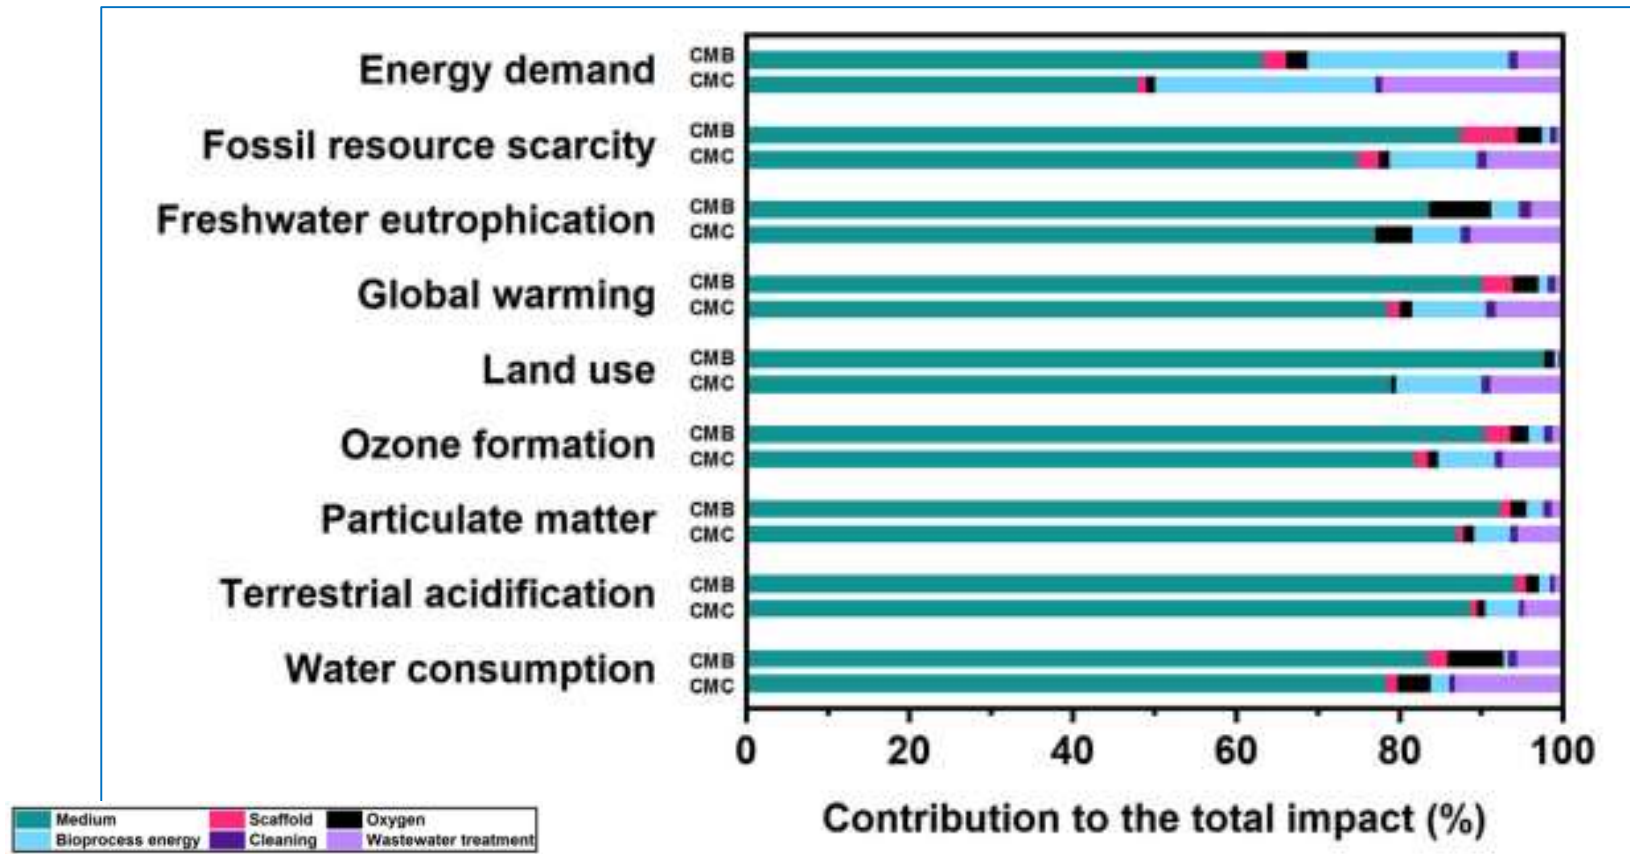 Energy demand CMB
CMC
Fossil resource scarcity CMB
CMC
Freshwater eutrophication CMB
CMC
Global warming CMB
CMC
Land use CMB
CMC
Ozone formation CMB
CMC
Particulate matter CMB
CMC
Terrestrial acidification CMB
CMC
Water consumption CMB
CMC
0 20 40 60 80 100
Contribution to the total impact (%)
Medium Scaffold Oxygen
Bioprocess energy Cleaning Wastewater treatment